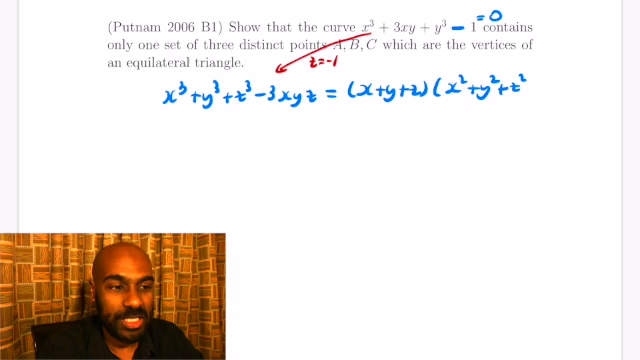 (Putnam 2006 B1) Show that the curve x³ + 3xy + y³ − 1 = 0 contains
only one set of three distinct points A, B, C which are the vertices of
an equilateral triangle.
z=-1
x³ + y³ + z³ − 3xyz = (x+y+z)(x² + y² + z²